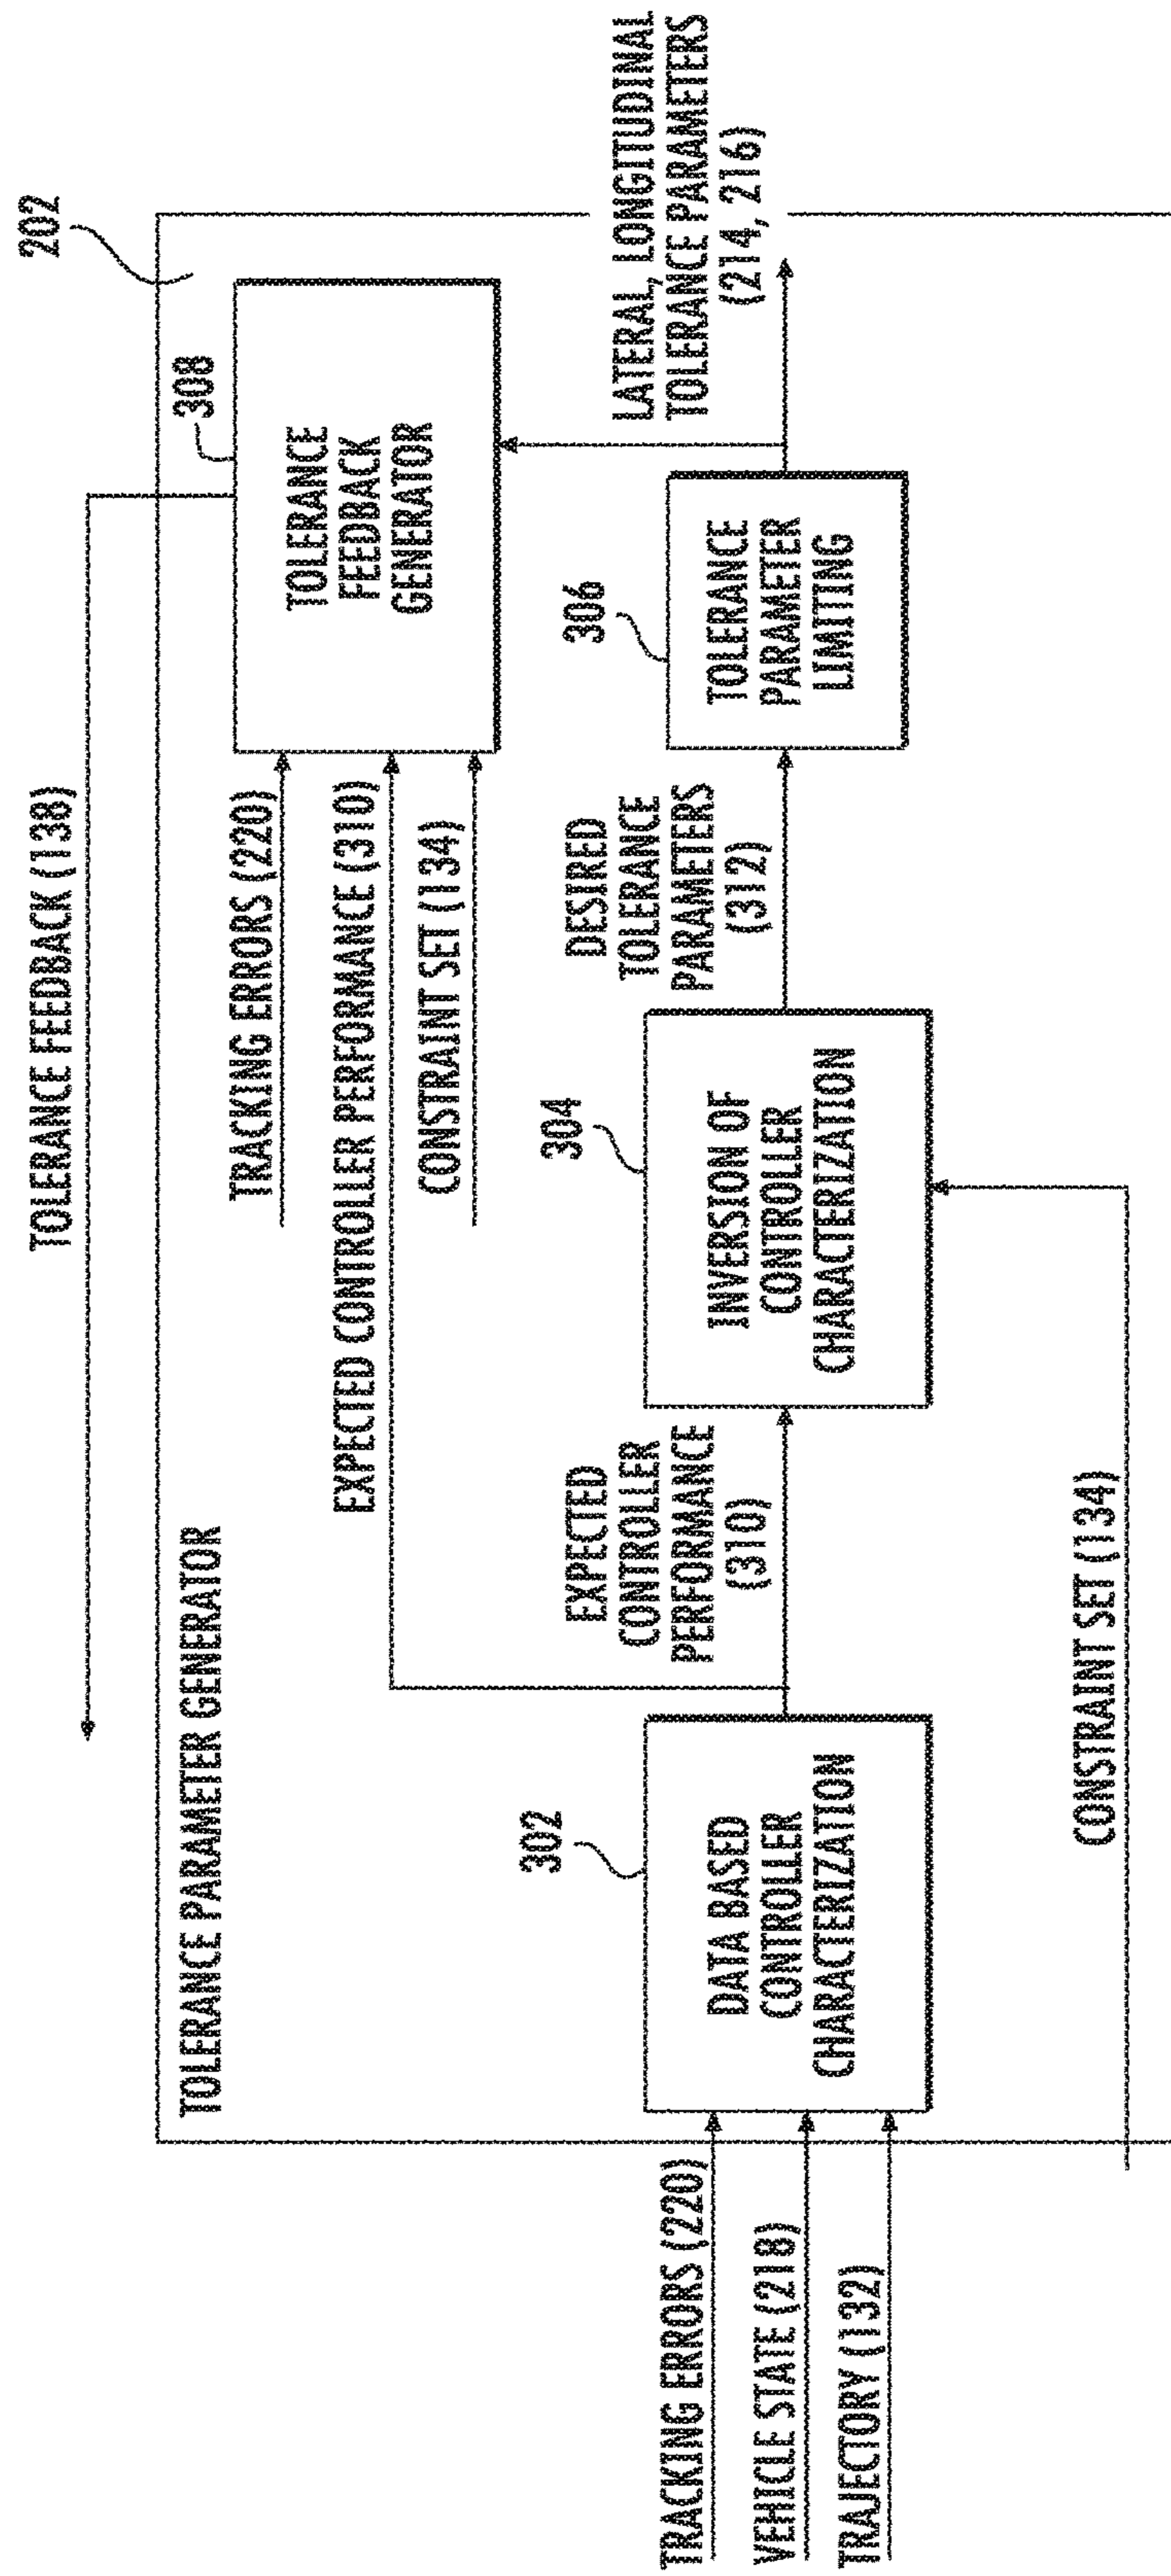 202
TOLERANCE FEEDBACK (138)
TOLERANCE PARAMETER GENERATOR
308
TRACKING ERRORS (220)
EXPECTED CONTROLLER PERFORMANCE (310)
CONSTRAINT SET (134)
TOLERANCE
FEEDBACK
GENERATOR
302
304
306
TRACKING ERRORS (220)
VEHICLE STATE (218)
TRAJECTORY (132)
DATA BASED
CONTROLLER
CHARACTERIZATION
EXPECTED
CONTROLLER
PERFORMANCE
(310)
INVERSION OF
CONTROLLER
CHARACTERIZATION
DESIRED
TOLERANCE
PARAMETERS
(312)
TOLERANCE
PARAMETER
LIMITING
LATERAL, LONGITUDINAL
TOLERANCE PARAMETERS
(214, 216)
CONSTRAINT SET (134)